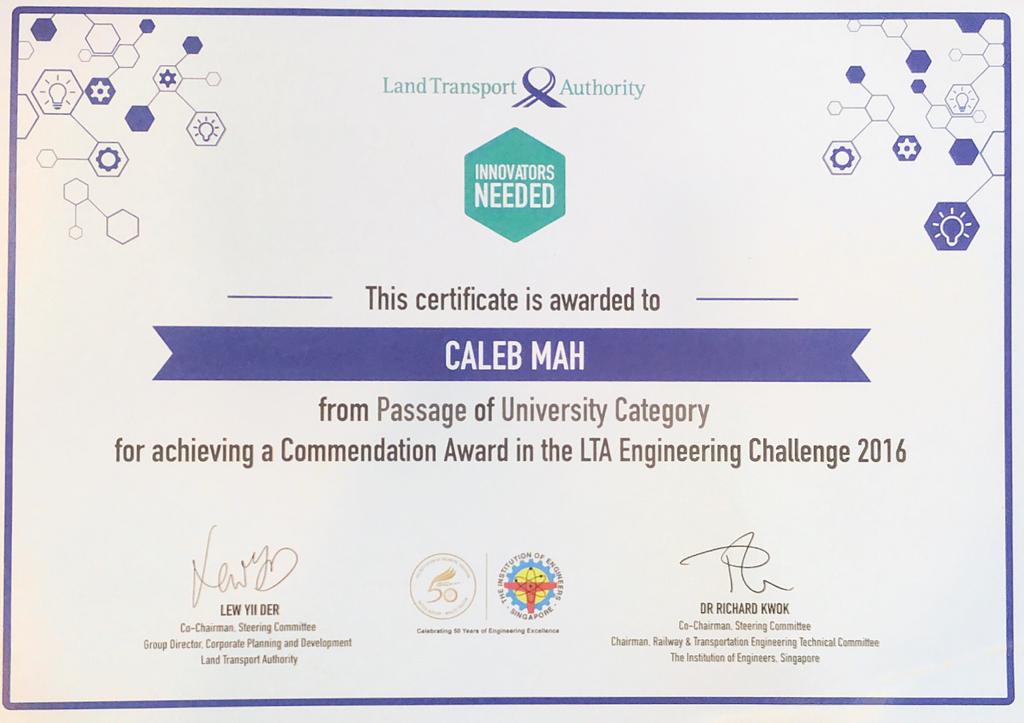 Land Transport Authority
INNOVATORS
NEEDED
This certificate is awarded to
CALEB MAH
from Passage of University Category
for achieving a Commendation Award in the LTA Engineering Challenge 2016
LEW YII DER
Co-Chairman, Steering Committee
Group Director, Corporate Planning and Development
Land Transport Authority
50
THE INSTITUTION OF ENGINEERS
SINGAPORE
Celebrating 50 Years of Engineering Excellence
DR RICHARD KWOK
Co-Chairman, Steering Committee
Chairman, Railway & Transportation Engineering Technical Committee
The Institution of Engineers, Singapore